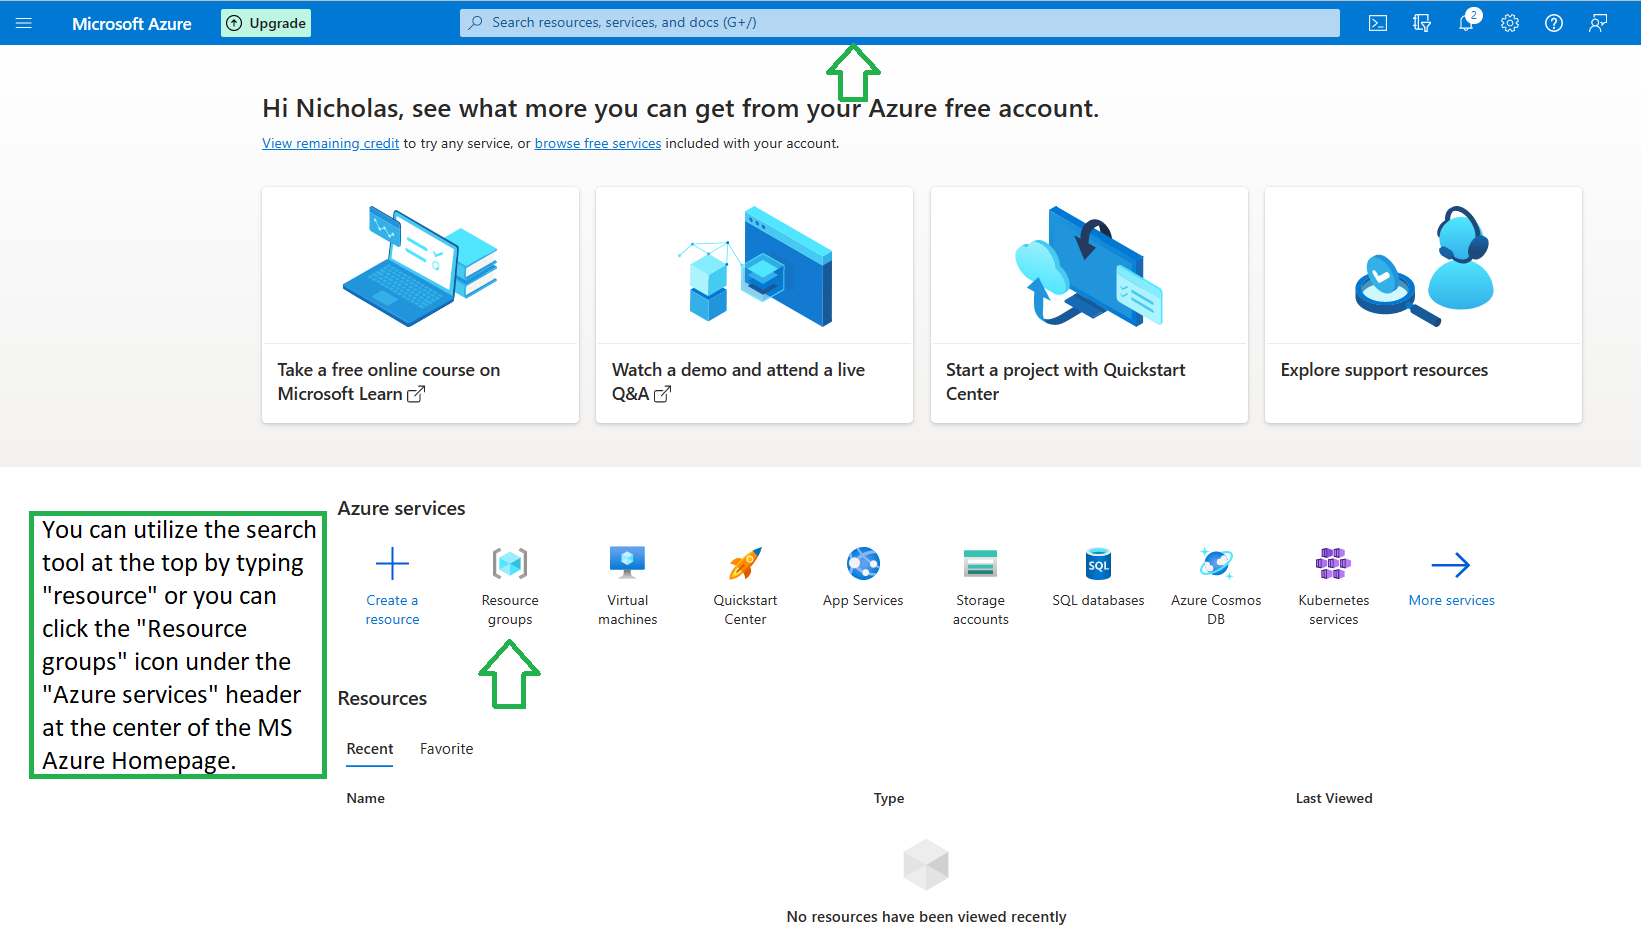 Microsoft Azure
Upgrade
Search resources, services, and docs (G+/)
2
Hi Nicholas, see what more you can get from your Azure free account.
View remaining credit to try any service, or browse free services included with your account.
Take a free online course on
Microsoft Learn
Watch a demo and attend a live
Q&A
Start a project with Quickstart
Center
Explore support resources
You can utilize the search
tool at the top by typing
"resource" or you can
click the "Resource
groups" icon under the
"Azure services" header
at the center of the MS
Azure Homepage.
Azure services
Create a
resource
Resource
groups
Virtual
machines
Quickstart
Center
App Services
Storage
accounts
SQL
SQL databases
Azure Cosmos
DB
Kubernetes
services
More services
Resources
Recent Favorite
Name Type Last Viewed
No resources have been viewed recently